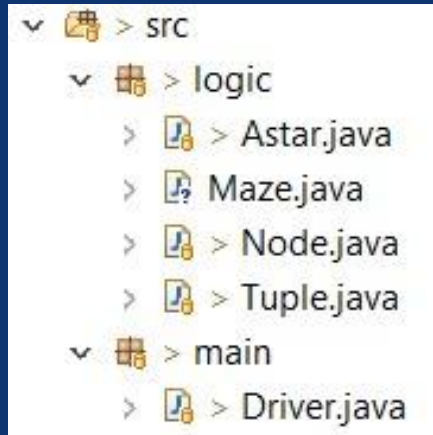 > src
> logic
> Astar.java
Maze.java
> Node.java
> Tuple.java
> main
> Driver.java